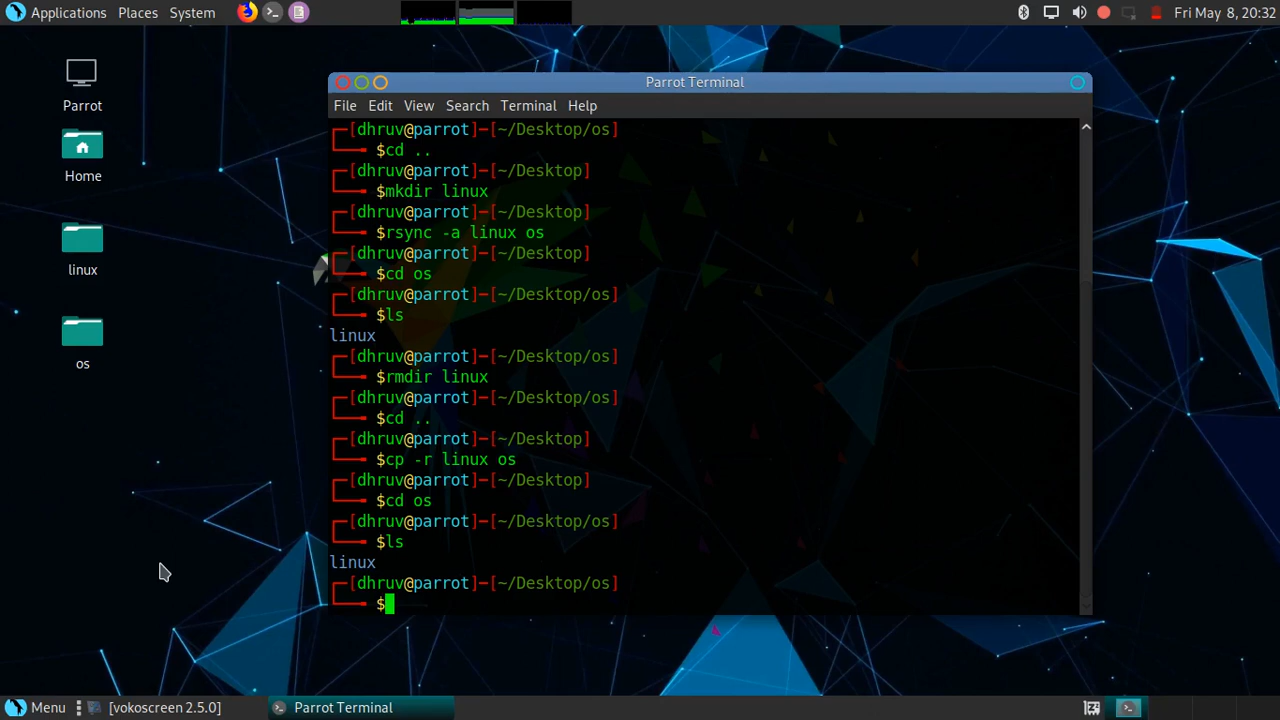 Applications Places System
Fri May 8, 20:32
Parrot
Home
linux
os
Parrot Terminal
File Edit View Search Terminal Help
[dhruv@parrot]─[~/Desktop/os]
$cd ..
[dhruv@parrot]─[~/Desktop]
$mkdir linux
[dhruv@parrot]─[~/Desktop]
$rsync -a linux os
[dhruv@parrot]─[~/Desktop]
$cd os
[dhruv@parrot]─[~/Desktop/os]
$ls
linux
[dhruv@parrot]─[~/Desktop/os]
$rmdir linux
[dhruv@parrot]─[~/Desktop/os]
$cd ..
[dhruv@parrot]─[~/Desktop]
$cp -r linux os
[dhruv@parrot]─[~/Desktop]
$cd os
[dhruv@parrot]─[~/Desktop/os]
$ls
linux
[dhruv@parrot]─[~/Desktop/os]
$
Menu [vokoscreen 2.5.0] Parrot Terminal